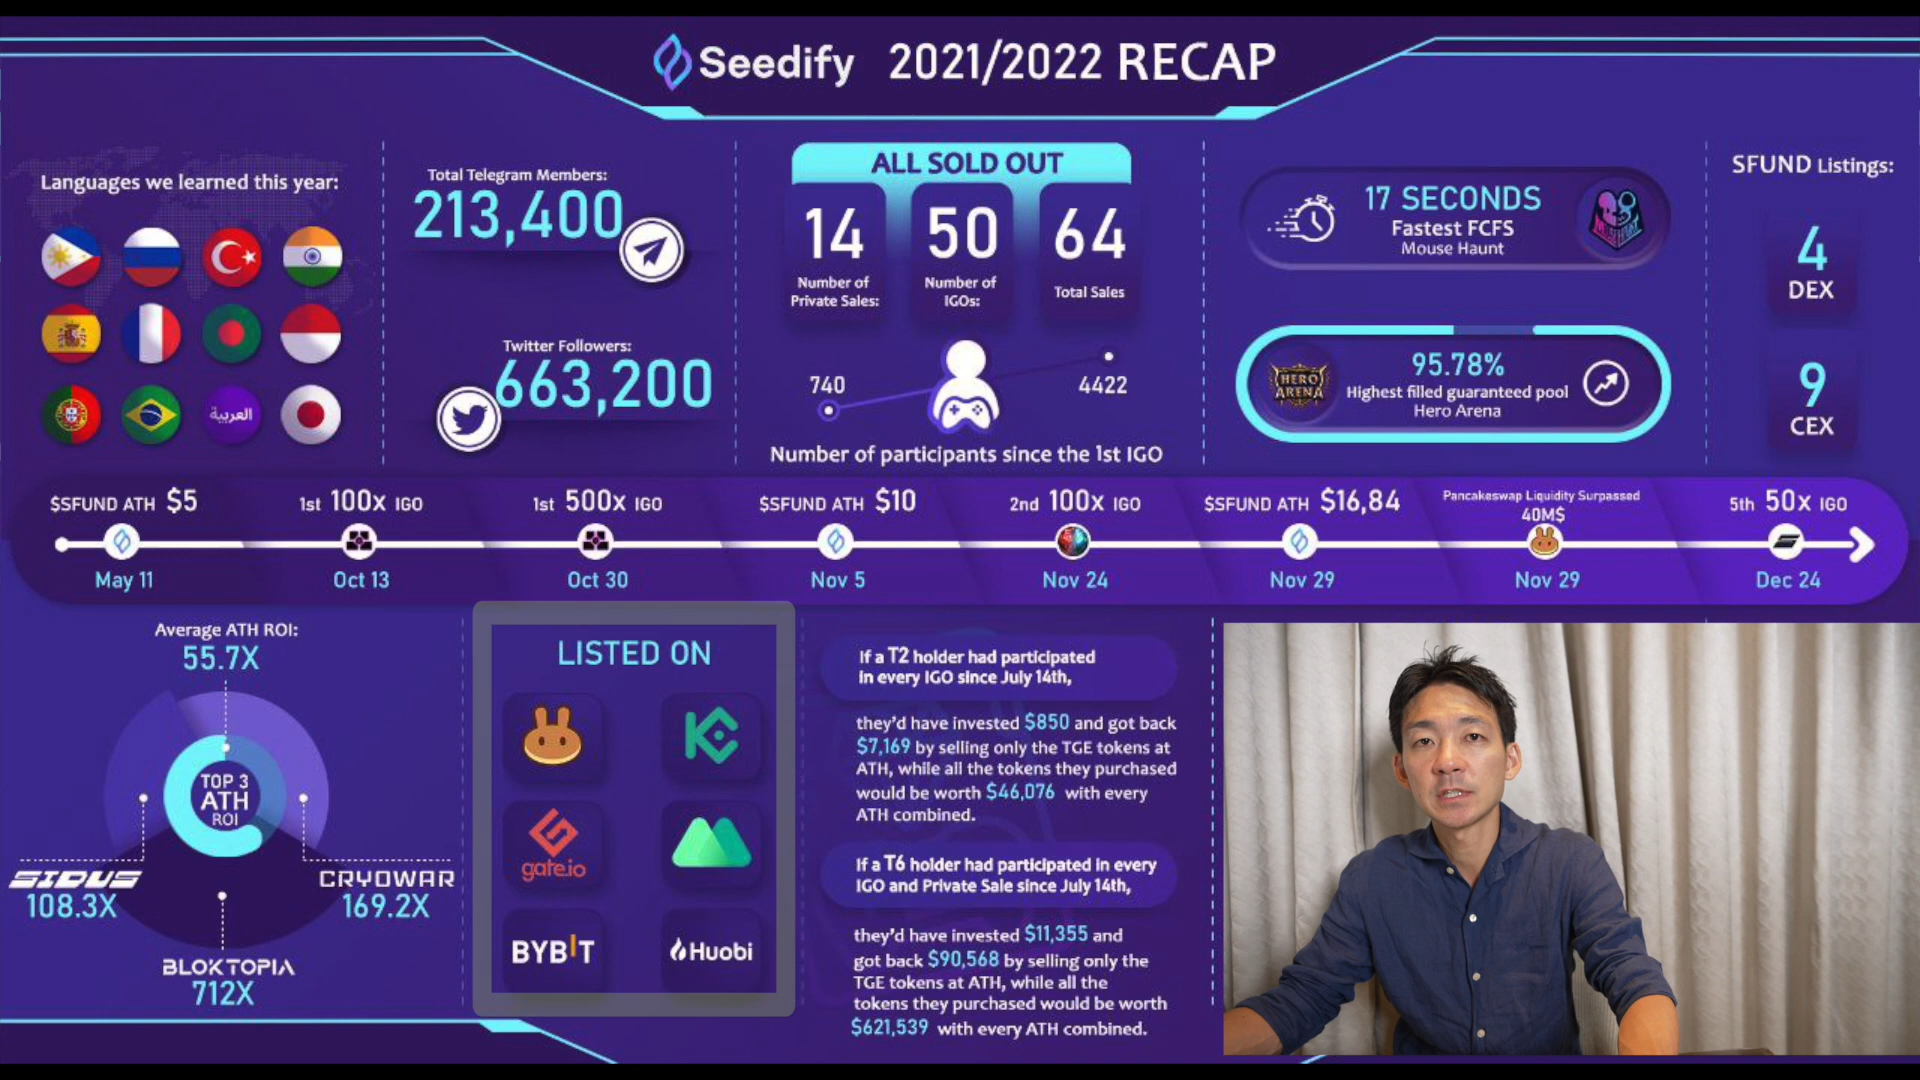 Seedify 2021/2022 RECAP
Languages we learned this year:
العربية
Total Telegram Members:
213,400
Twitter Followers:
663,200
ALL SOLD OUT
14
Number of
Private Sales:
50
Number of
IGOs:
64
Total Sales
740
4422
Number of participants since the 1st IGO
17 SECONDS
Fastest FCFS
Mouse Haunt
HERO
ARENA
95.78%
Highest filled guaranteed pool
Hero Arena
SFUND Listings:
4
DEX
9
CEX
$SFUND ATH $5
May 11
1st 100X IGO
Oct 13
1st 500X IGO
Oct 30
$SFUND ATH $10
Nov 5
2nd 100X IGO
Nov 24
$SFUND ATH $16,84
Nov 29
Pancakeswap Liquidity Surpassed
40M$
Nov 29
5th 50X IGO
Dec 24
Average ATH ROI:
55.7X
TOP 3
ATH
ROI
SIDUS
108.3X
CRYOWAR
169.2X
BLOKTOPIA
712X
LISTED ON
gate.io
BYBIT
Huobi
If a T2 holder had participated
in every IGO since July 14th,
they'd have invested $850 and got back
$7,169 by selling only the TGE tokens at
ATH, while all the tokens they purchased
would be worth $46,076 with every
ATH combined.
If a T6 holder had participated in every
IGO and Private Sale since July 14th,
they'd have invested $11,355 and
got back $90,568 by selling only the
TGE tokens at ATH, while all the
tokens they purchased would be worth
$621,539 with every ATH combined.